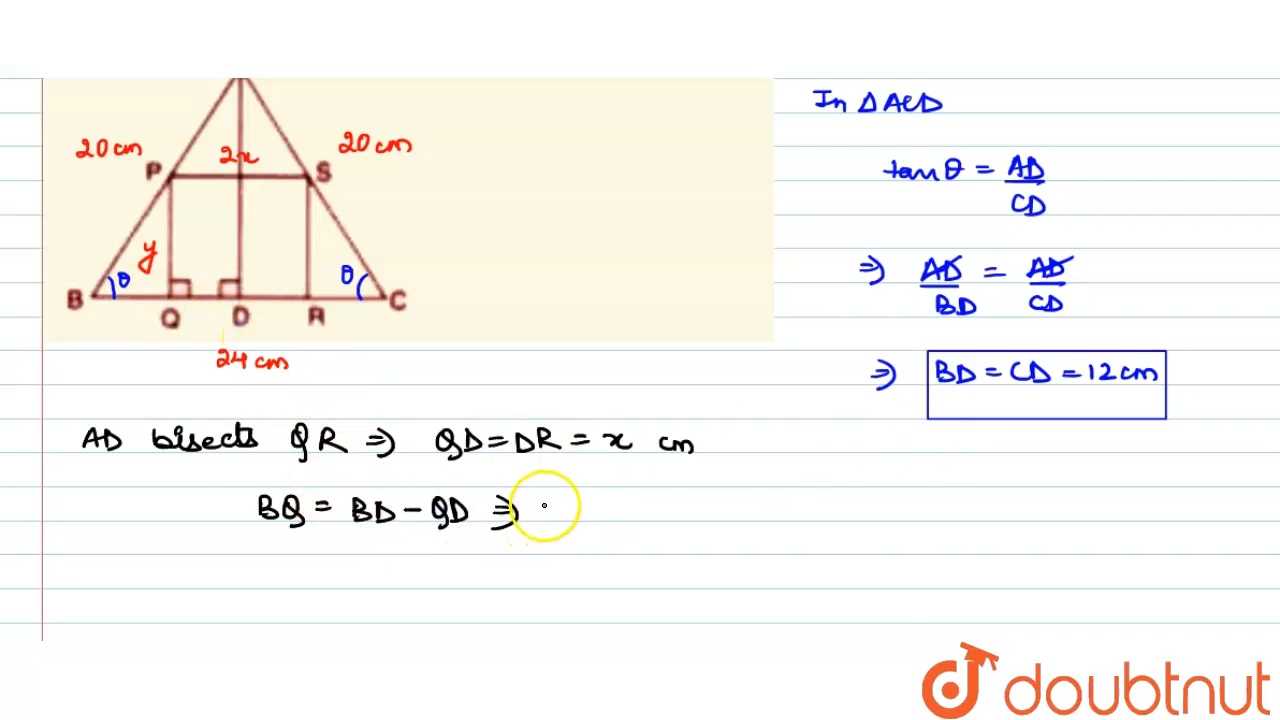 In Δ ACD
20 cm
2x
20 cm
P
S
tan θ = AD/CD
y
θ
θ
B
C
⇒ AD/BD = AD/CD
Q
D
R
24 cm
⇒ BD = CD = 12 cm
AD bisects QR ⇒ QD = DR = x cm
BQ = BD - QD ⇒
doubtnut